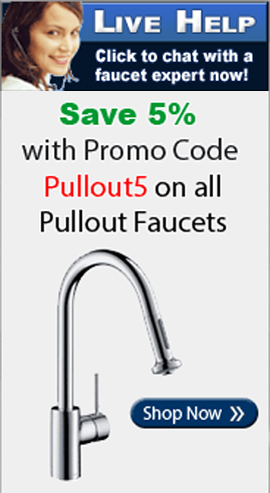 LIVE HELP
Click to chat with a
faucet expert now!
Save 5%
with Promo Code
Pullout5 on all
Pullout Faucets
Shop Now »